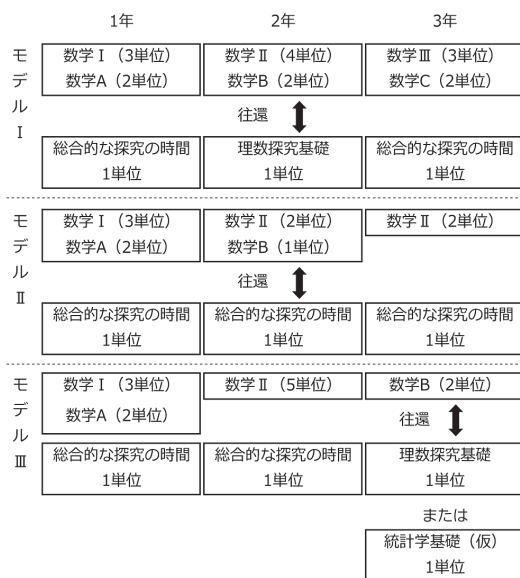 1年 2年 3年
モデルⅠ
数学Ⅰ（3単位） 数学Ⅱ（4単位） 数学Ⅲ（3単位）
数学A（2単位） 数学B（2単位） 数学C（2単位）
往還
総合的な探究の時間 理数探究基礎 総合的な探究の時間
1単位 1単位 1単位
モデルⅡ
数学Ⅰ（3単位） 数学Ⅱ（2単位） 数学Ⅱ（2単位）
数学A（2単位） 数学B（1単位）
往還
総合的な探究の時間 総合的な探究の時間 総合的な探究の時間
1単位 1単位 1単位
モデルⅢ
数学Ⅰ（3単位） 数学Ⅱ（5単位） 数学B（2単位）
数学A（2単位）
往還
総合的な探究の時間 総合的な探究の時間 理数探究基礎
1単位 1単位 1単位
または
統計学基礎（仮）
1単位